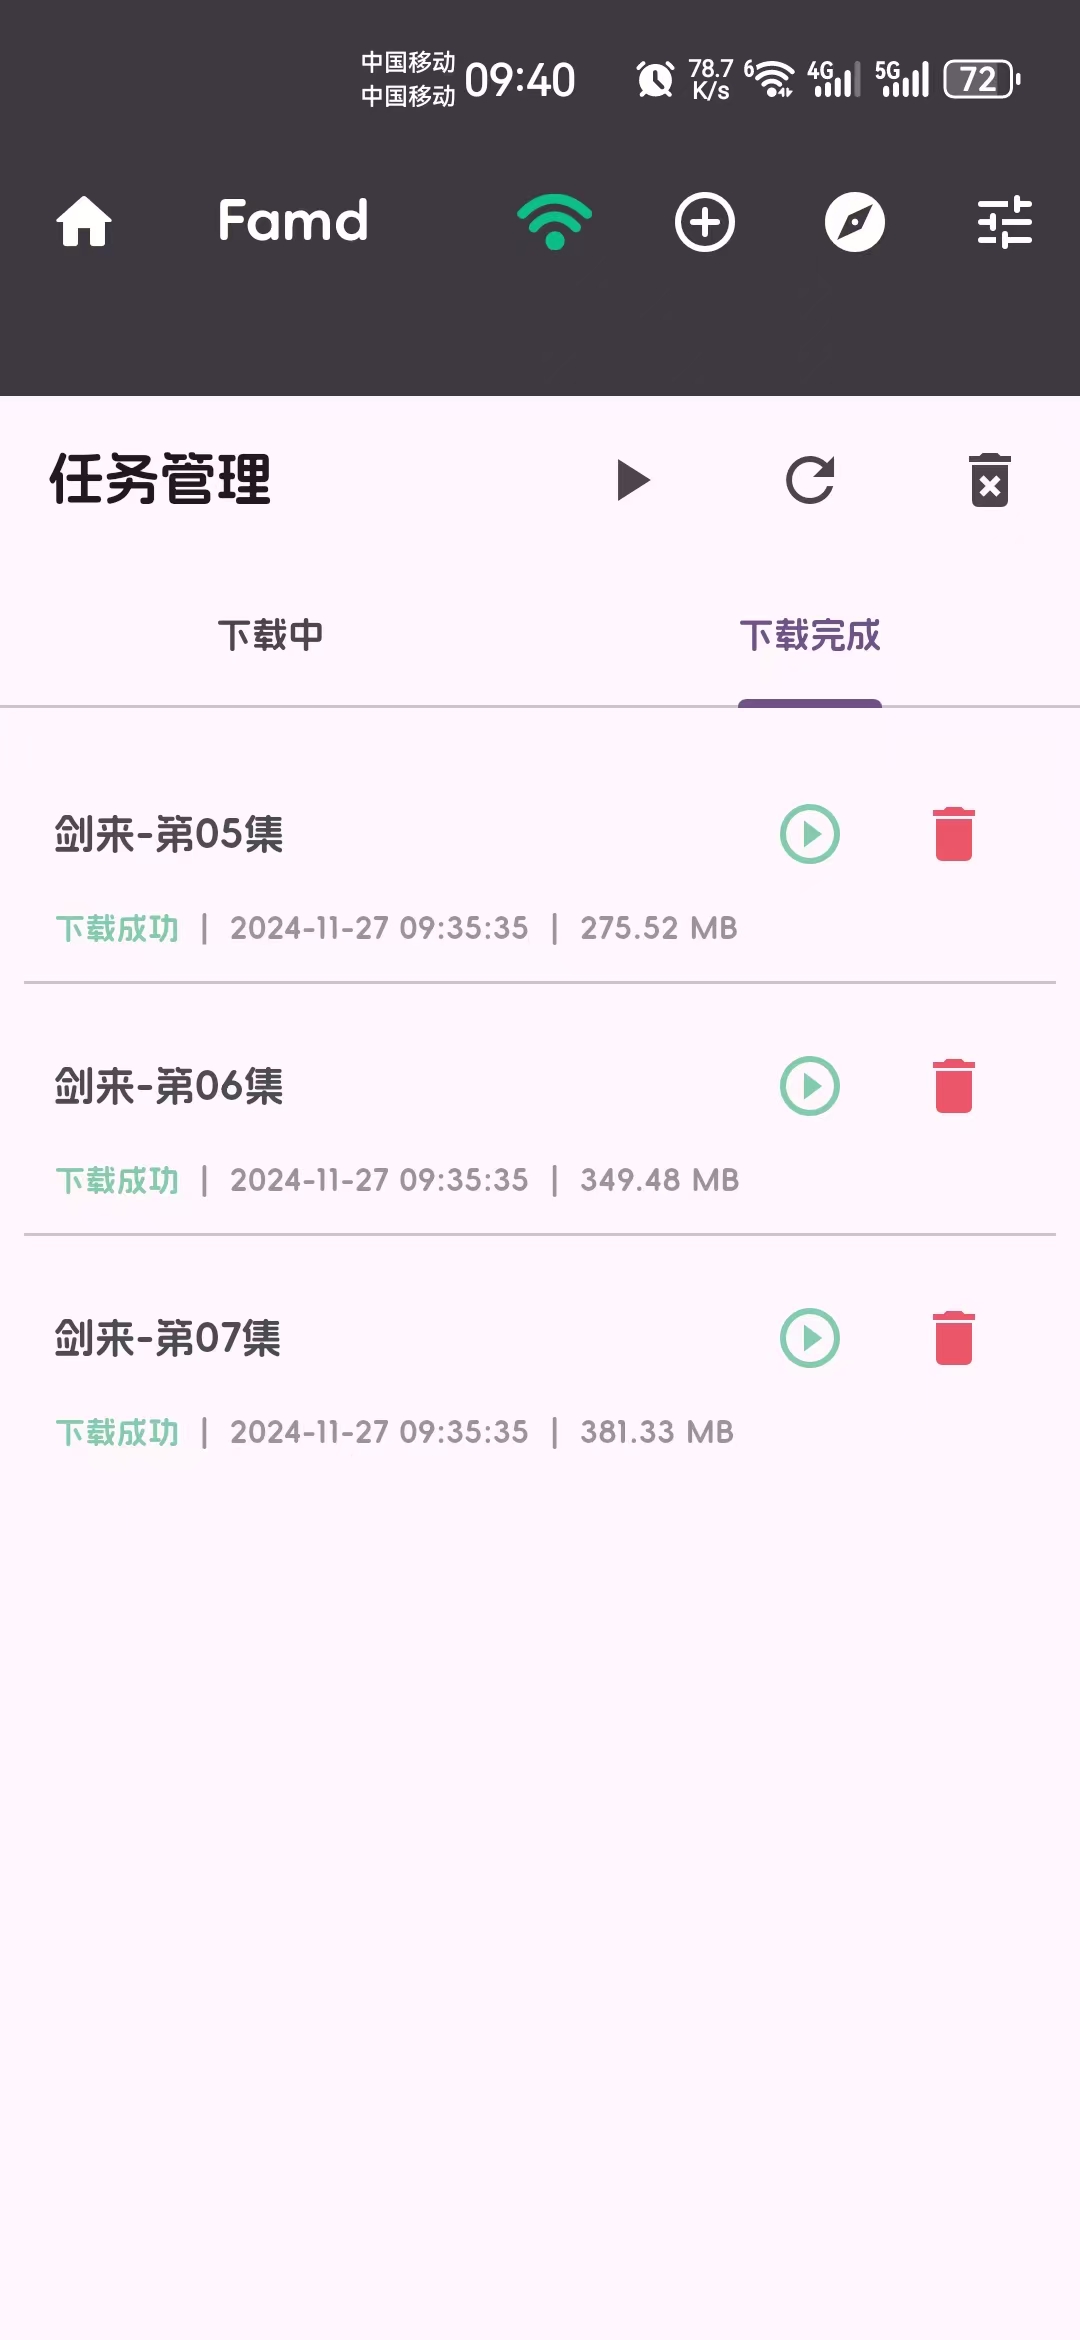 中国移动
中国移动
09:40
78.7
K/s
6
4G
5G
72
Famd
任务管理
下载中
下载完成
剑来-第05集
下载成功 | 2024-11-27 09:35:35 | 275.52 MB
剑来-第06集
下载成功 | 2024-11-27 09:35:35 | 349.48 MB
剑来-第07集
下载成功 | 2024-11-27 09:35:35 | 381.33 MB